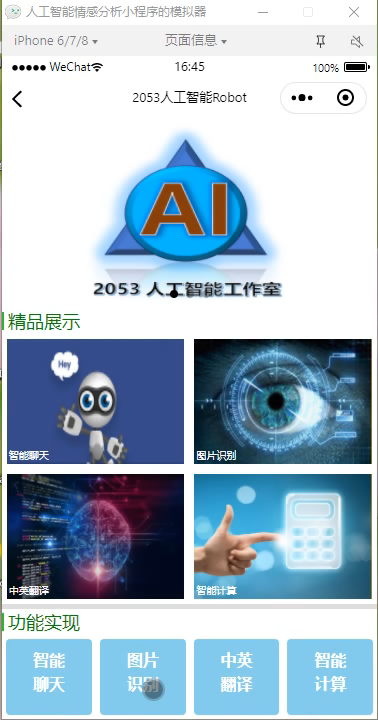 人工智能情感分析小程序的模拟器
iPhone 6/7/8 页面信息
WeChat 16:45 100%
2053人工智能Robot
AI
2053 人工智能工作室
精品展示
Hey
智能聊天 图片识别
中英翻译 智能计算
功能实现
智能 图片 中英 智能
聊天 识别 翻译 计算